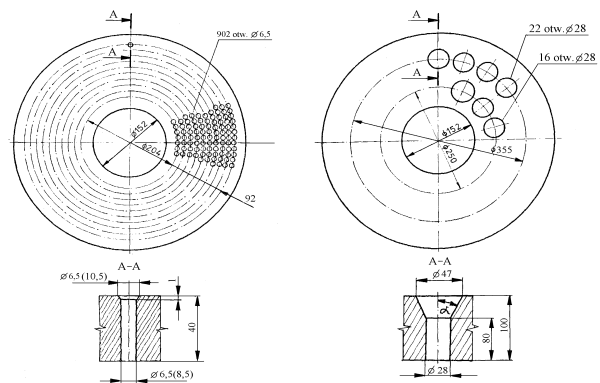 A
A
902 otw. ⌀ 6,5
⌀152
⌀204
92
A–A
⌀6,5 (10,5)
1
40
⌀ 6,5(8,5)
A
A
22 otw. ⌀ 28
16 otw. ⌀ 28
⌀152
⌀250
⌀355
A–A
⌀ 47
α
80
100
⌀ 28